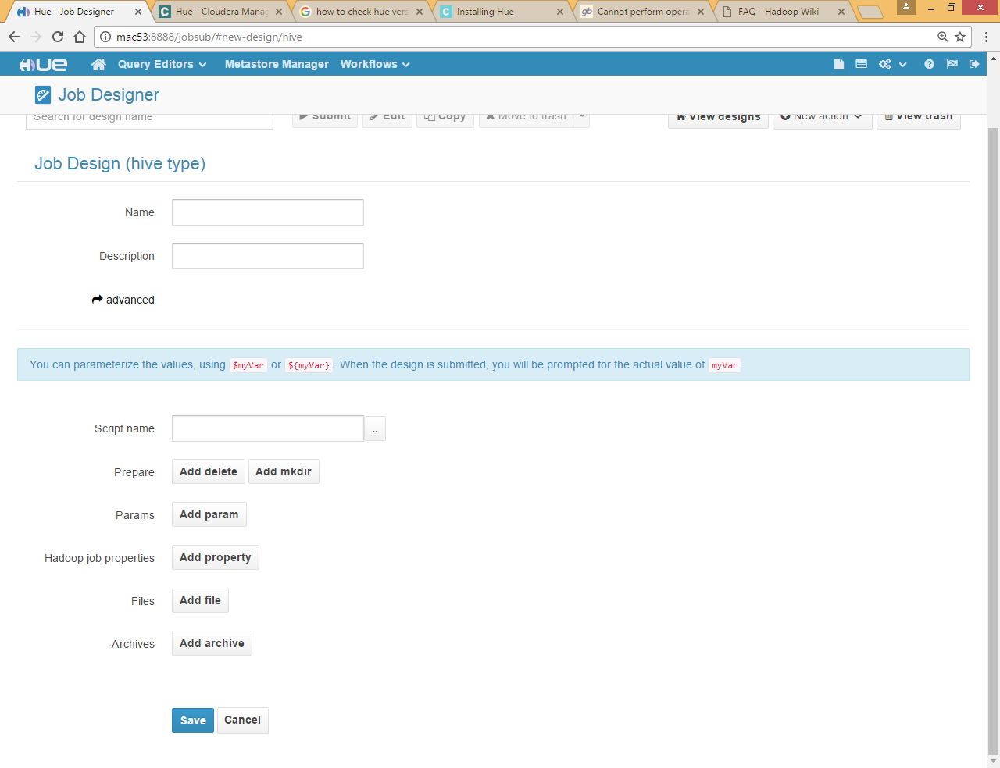 Hue - Job Designer
Hue - Cloudera Manag
how to check hue vers
Installing Hue
gb Cannot perform opera
FAQ - Hadoop Wiki
mac53:8888/jobsub/#new-design/hive
HUE Query Editors Metastore Manager Workflows
Job Designer
Search for design name Submit Edit Copy Move to trash View designs New action View trash
Job Design (hive type)
Name
Description
advanced
You can parameterize the values, using $myVar or ${myVar}. When the design is submitted, you will be prompted for the actual value of myVar.
Script name ..
Prepare Add delete Add mkdir
Params Add param
Hadoop job properties Add property
Files Add file
Archives Add archive
Save Cancel